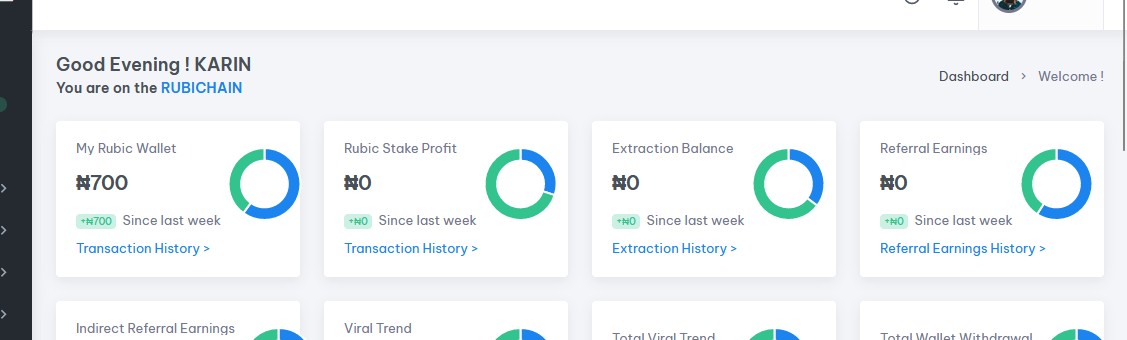 Good Evening ! KARIN
You are on the RUBICHAIN
Dashboard > Welcome !
My Rubic Wallet
₦700
+₦700 Since last week
Transaction History >
Rubic Stake Profit
₦0
+₦0 Since last week
Transaction History >
Extraction Balance
₦0
+₦0 Since last week
Extraction History >
Referral Earnings
₦0
+₦0 Since last week
Referral Earnings History >
Indirect Referral Earnings
Viral Trend
Total Viral Trend
Total Wallet Withdrawal